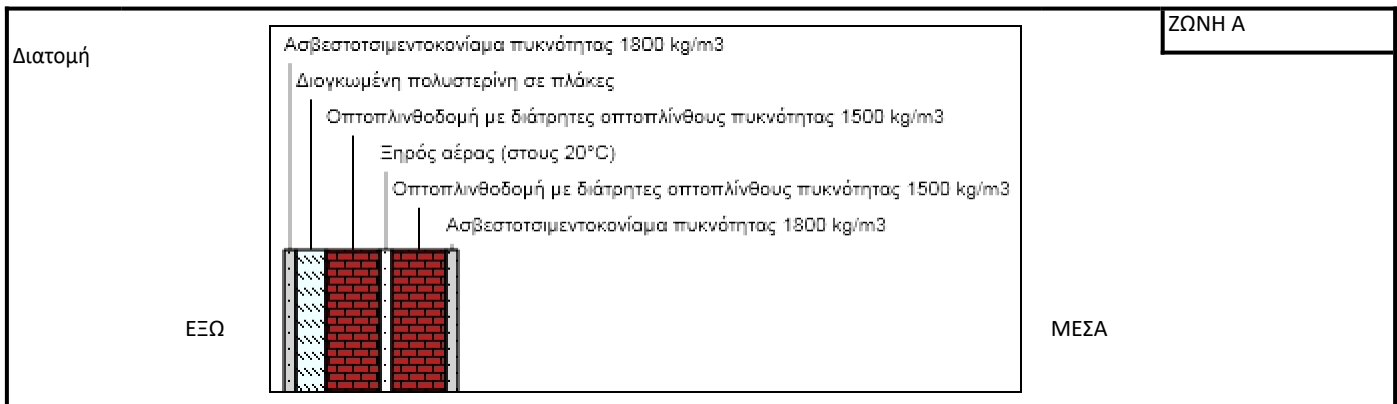 ΖΩΝΗ Α
Διατομή
Ασβεστοτσιμεντοκονίαμα πυκνότητας 1800 kg/m3
Διογκωμένη πολυστερίνη σε πλάκες
Οπτοπλινθοδομή με διάτρητες οπτοπλίνθους πυκνότητας 1500 kg/m3
Ξηρός αέρας (στους 20°C)
Οπτοπλινθοδομή με διάτρητες οπτοπλίνθους πυκνότητας 1500 kg/m3
Ασβεστοτσιμεντοκονίαμα πυκνότητας 1800 kg/m3
ΕΞΩ
ΜΕΣΑ